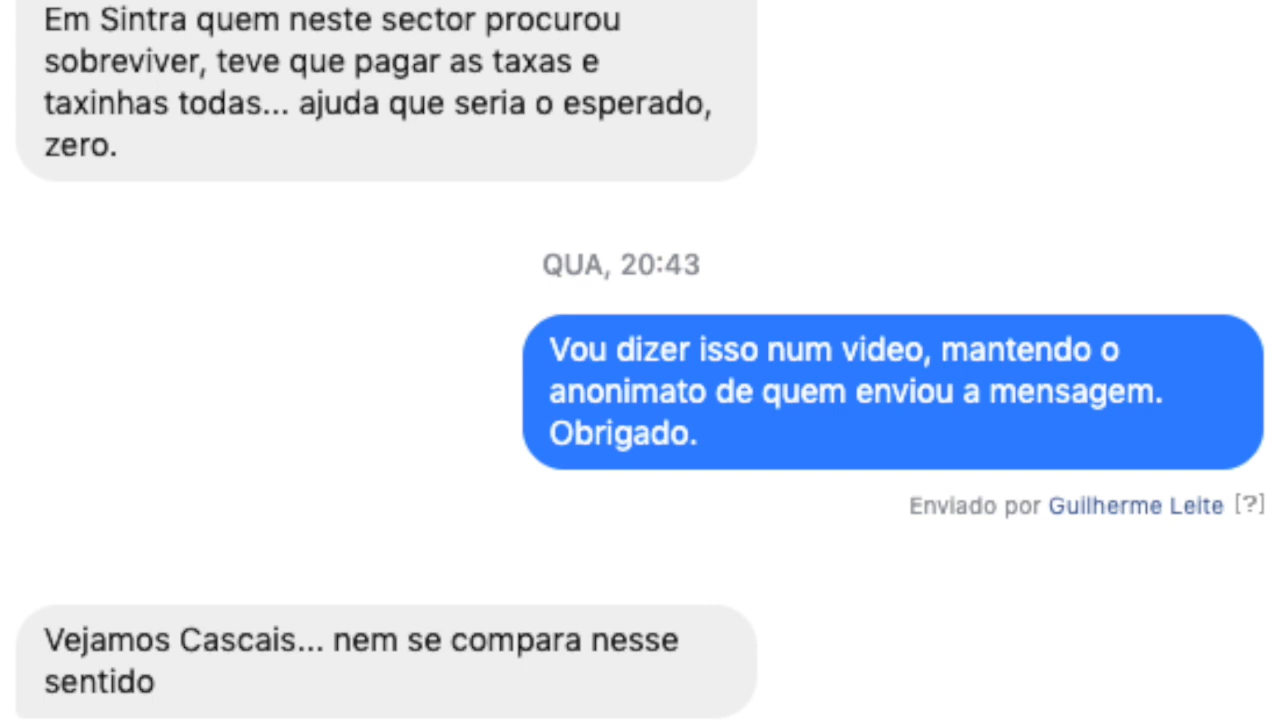 Em Sintra quem neste sector procurou
sobreviver, teve que pagar as taxas e
taxinhas todas... ajuda que seria o esperado,
zero.
QUA, 20:43
Vou dizer isso num video, mantendo o
anonimato de quem enviou a mensagem.
Obrigado.
Enviado por Guilherme Leite [?]
Vejamos Cascais... nem se compara nesse
sentido